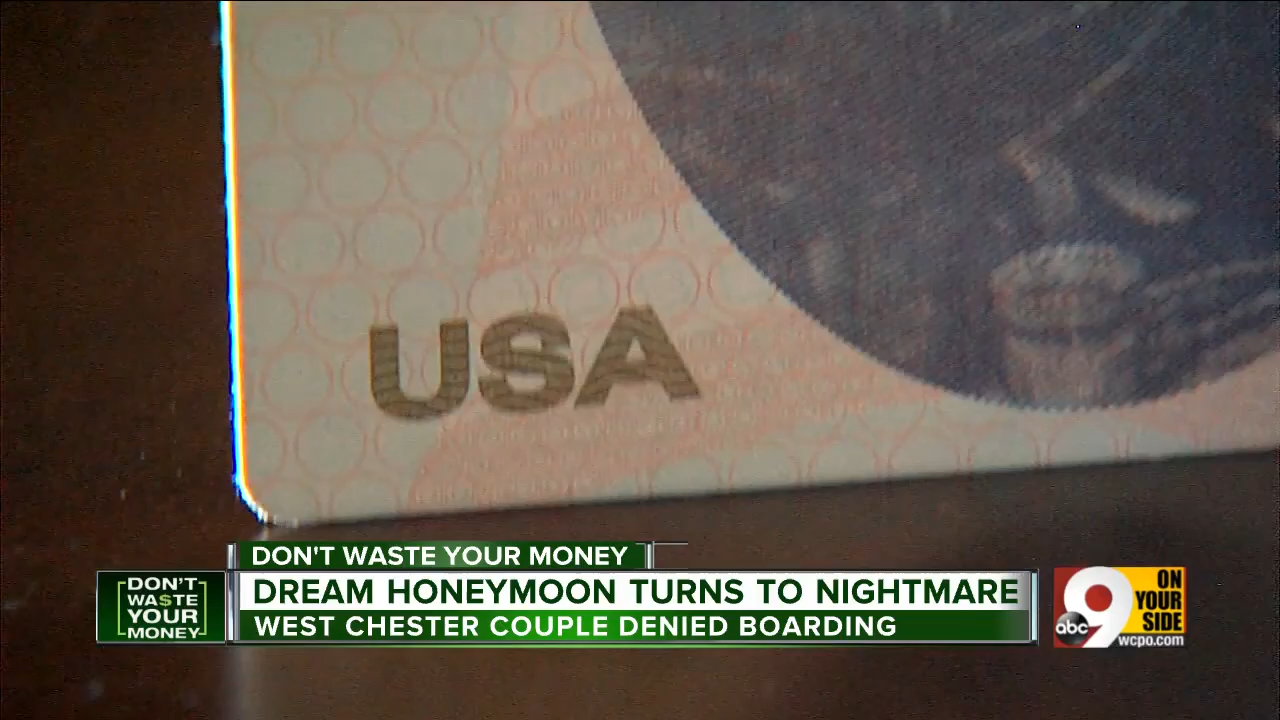 USA
DON'T WASTE YOUR MONEY
DON'T
WA$TE
YOUR
MONEY
DREAM HONEYMOON TURNS TO NIGHTMARE
WEST CHESTER COUPLE DENIED BOARDING
abc
9
ON
YOUR
SIDE
wcpo.com